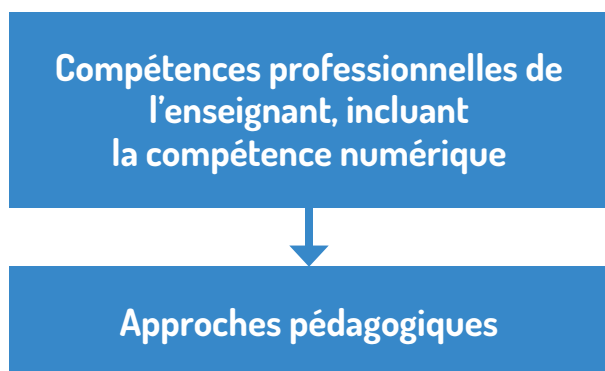 Compétences professionnelles de
l’enseignant, incluant
la compétence numérique
Approches pédagogiques